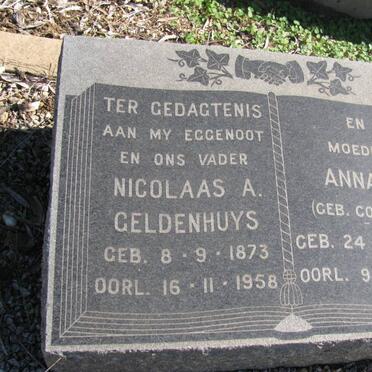 TER GEDAGTENIS
AAN MY EGGENOOT
EN ONS VADER
NICOLAAS A.
GELDENHUYS
GEB. 8 · 9 · 1873
OORL. 16 · 11 · 1958
EN
MOED
ANNA
(GEB. CO
GEB. 24
OORL. 9